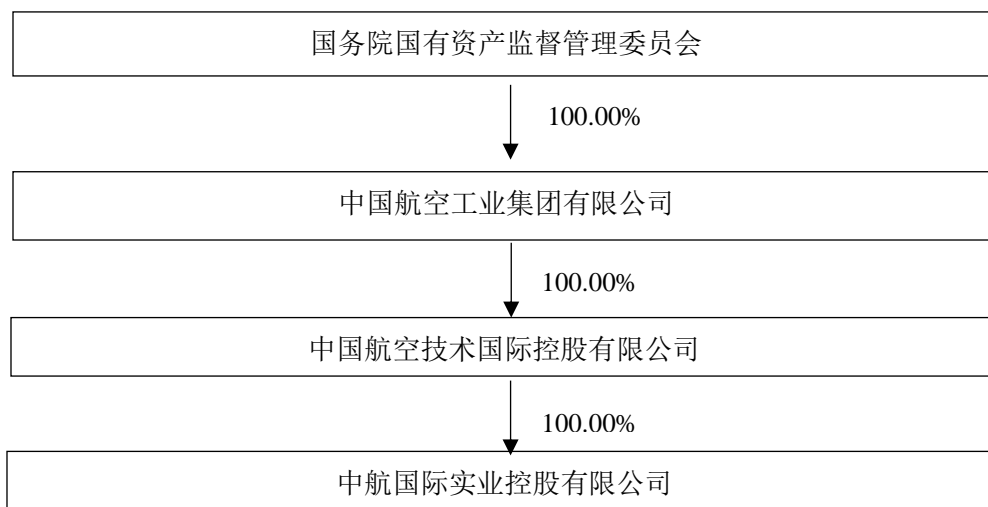 国务院国有资产监督管理委员会
100.00%
中国航空工业集团有限公司
100.00%
中国航空技术国际控股有限公司
100.00%
中航国际实业控股有限公司